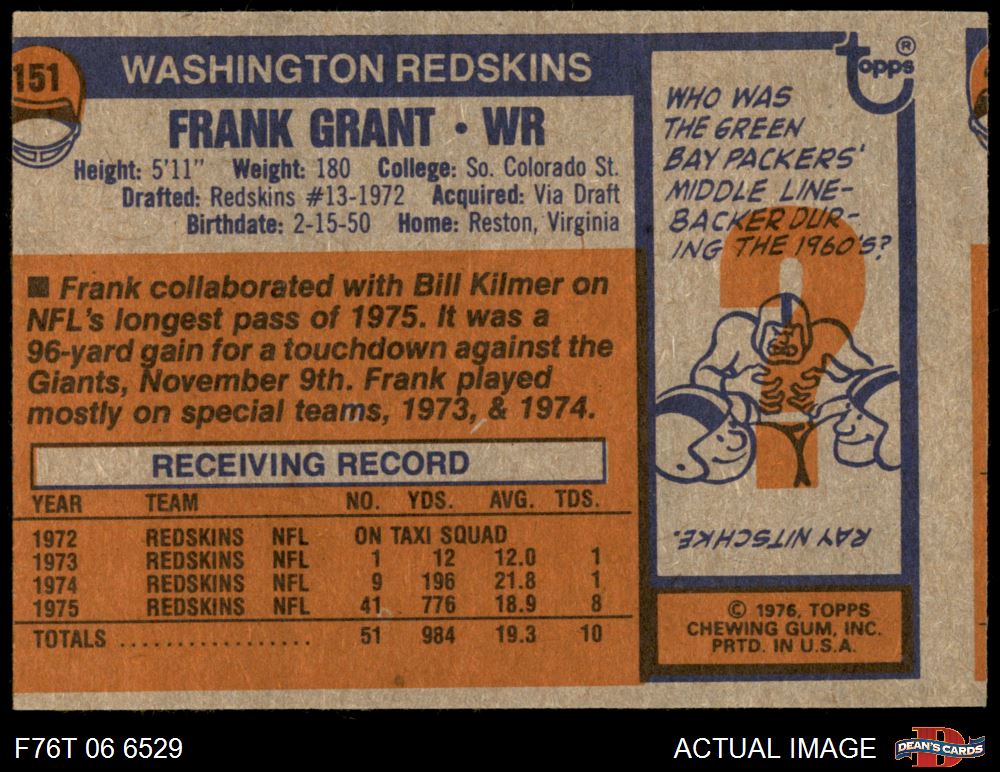 151
WASHINGTON REDSKINS
FRANK GRANT • WR
Height: 5'11" Weight: 180 College: So. Colorado St.
Drafted: Redskins #13-1972 Acquired: Via Draft
Birthdate: 2-15-50 Home: Reston, Virginia
■ Frank collaborated with Bill Kilmer on
NFL's longest pass of 1975. It was a
96-yard gain for a touchdown against the
Giants, November 9th. Frank played
mostly on special teams, 1973, & 1974.
RECEIVING RECORD
YEAR TEAM NO. YDS. AVG. TDS.
1972 REDSKINS NFL ON TAXI SQUAD
1973 REDSKINS NFL 1 12 12.0 1
1974 REDSKINS NFL 9 196 21.8 1
1975 REDSKINS NFL 41 776 18.9 8
TOTALS .................. 51 984 19.3 10
topps®
WHO WAS
THE GREEN
BAY PACKERS'
MIDDLE LINE-
BACKER DUR-
ING THE 1960'S?
?
RAY NITSCHKE.
© 1976, TOPPS
CHEWING GUM, INC.
PRTD. IN U.S.A.
F76T 06 6529
ACTUAL IMAGE
D
DEAN'S CARDS